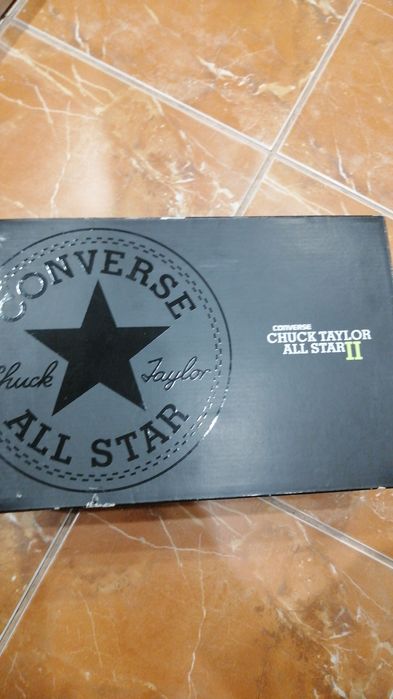 CONVERSE
Chuck Taylor
ALL STAR
CONVERSE
CHUCK TAYLOR
ALL STAR II